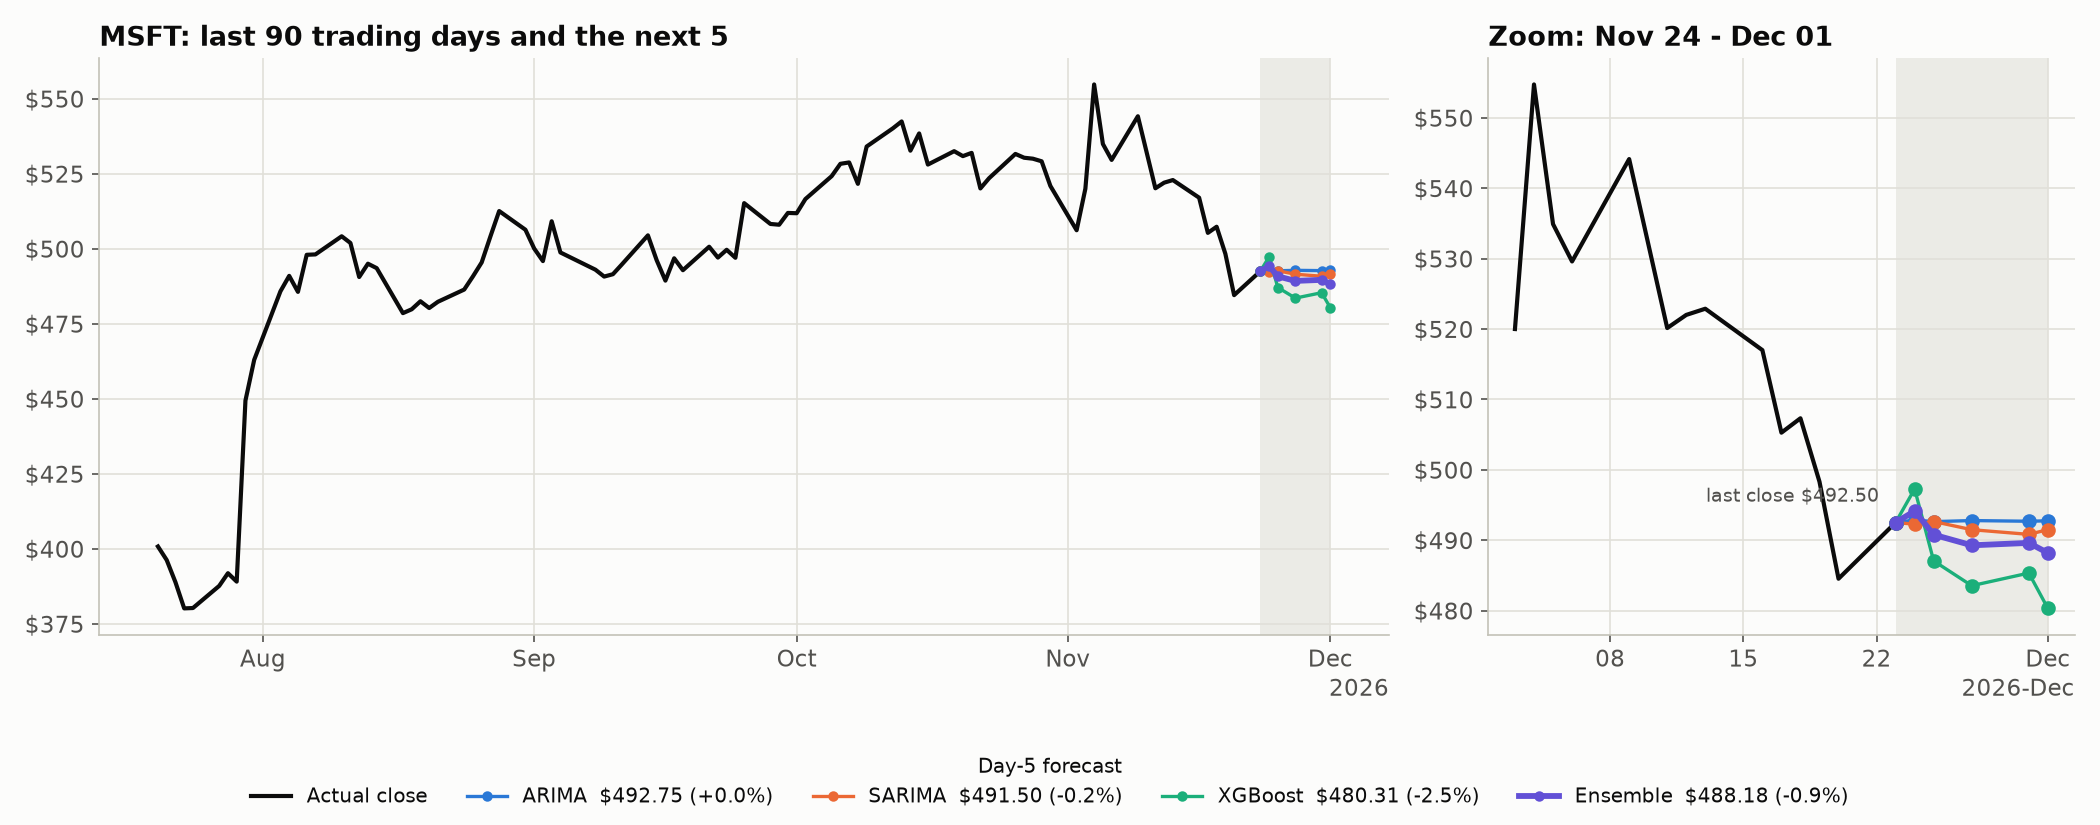 MSFT: last 90 trading days and the next 5
$550
$525
$500
$475
$450
$425
$400
$375
Aug
Sep
Oct
Nov
Dec
2026
Zoom: Nov 24 - Dec 01
$550
$540
$530
$520
$510
$500
$490
$480
last close $492.50
08
15
22
Dec
2026-Dec
Day-5 forecast
Actual close
ARIMA $492.75 (+0.0%)
SARIMA $491.50 (-0.2%)
XGBoost $480.31 (-2.5%)
Ensemble $488.18 (-0.9%)